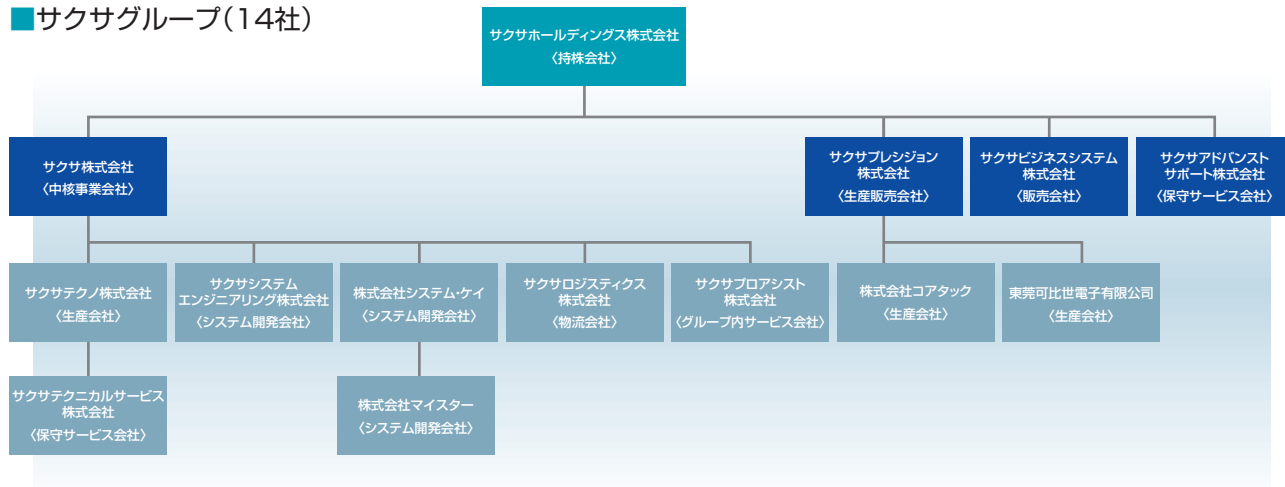 ■サクサグループ（14社）
サクサホールディングス株式会社
〈持株会社〉
サクサ株式会社
〈中核事業会社〉
サクサプレシジョン
株式会社
〈生産販売会社〉
サクサビジネスシステム
株式会社
〈販売会社〉
サクサアドバンスト
サポート株式会社
〈保守サービス会社〉
サクサテクノ株式会社
〈生産会社〉
サクサシステム
エンジニアリング株式会社
〈システム開発会社〉
株式会社システム・ケイ
〈システム開発会社〉
サクサロジスティクス
株式会社
〈物流会社〉
サクサプロアシスト
株式会社
〈グループ内サービス会社〉
株式会社コアタック
〈生産会社〉
東莞可比世電子有限公司
〈生産会社〉
サクサテクニカルサービス
株式会社
〈保守サービス会社〉
株式会社マイスター
〈システム開発会社〉